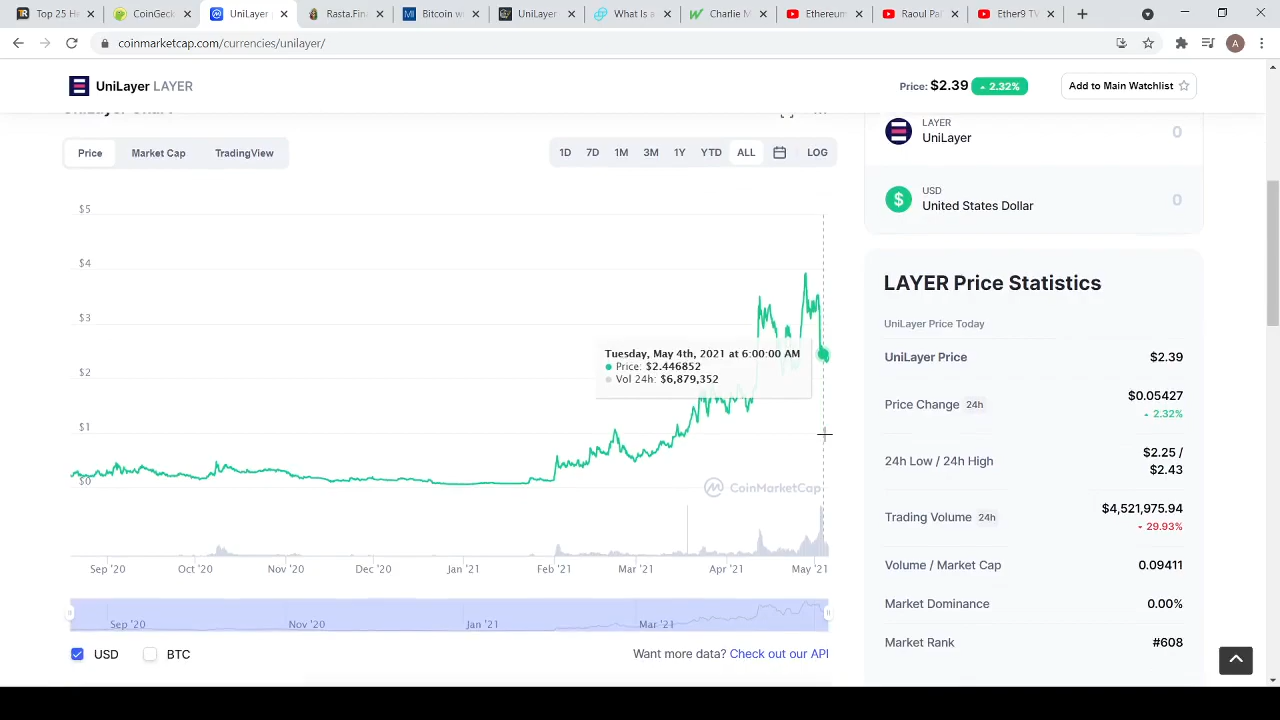 Top 25 He
CoinGeck
UniLayer p
Rasta.Fina
Bitcoin w
UniLayer
What Is a
Charlie M
Ethereum
Raoul Pal
Ether9 TV
coinmarketcap.com/currencies/unilayer/
A
UniLayer LAYER
Price: $2.39 2.32%
Add to Main Watchlist
Price Market Cap TradingView
1D 7D 1M 3M 1Y YTD ALL LOG
LAYER
UniLayer
0
USD
United States Dollar
0
$
$5
$4
$3
$2
$1
$0
Tuesday, May 4th, 2021 at 6:00:00 AM
Price: $2.446852
Vol 24h: $6,879,352
CoinMarketCap
Sep '20 Oct '20 Nov '20 Dec '20 Jan '21 Feb '21 Mar '21 Apr '21 May '21
Sep '20 Nov '20 Jan '21 Mar '21
USD BTC
Want more data? Check out our API
LAYER Price Statistics
UniLayer Price Today
UniLayer Price $2.39
Price Change 24h $0.05427
2.32%
24h Low / 24h High $2.25 /
$2.43
Trading Volume 24h $4,521,975.94
29.93%
Volume / Market Cap 0.09411
Market Dominance 0.00%
Market Rank #608